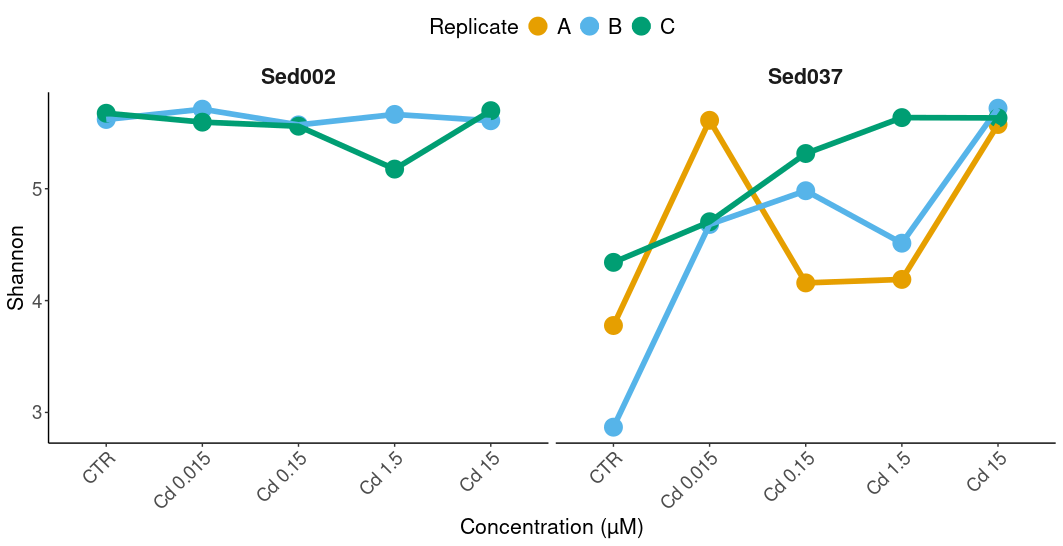 Replicate A B C
Sed002 Sed037
Shannon
5
4
3
CTR Cd 0.015 Cd 0.15 Cd 1.5 Cd 15 CTR Cd 0.015 Cd 0.15 Cd 1.5 Cd 15
Concentration (µM)